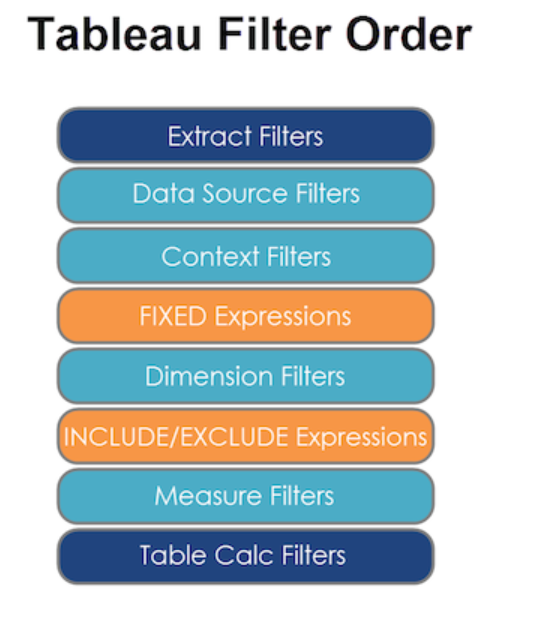 Tableau Filter Order
Extract Filters
Data Source Filters
Context Filters
FIXED Expressions
Dimension Filters
INCLUDE/EXCLUDE Expressions
Measure Filters
Table Calc Filters